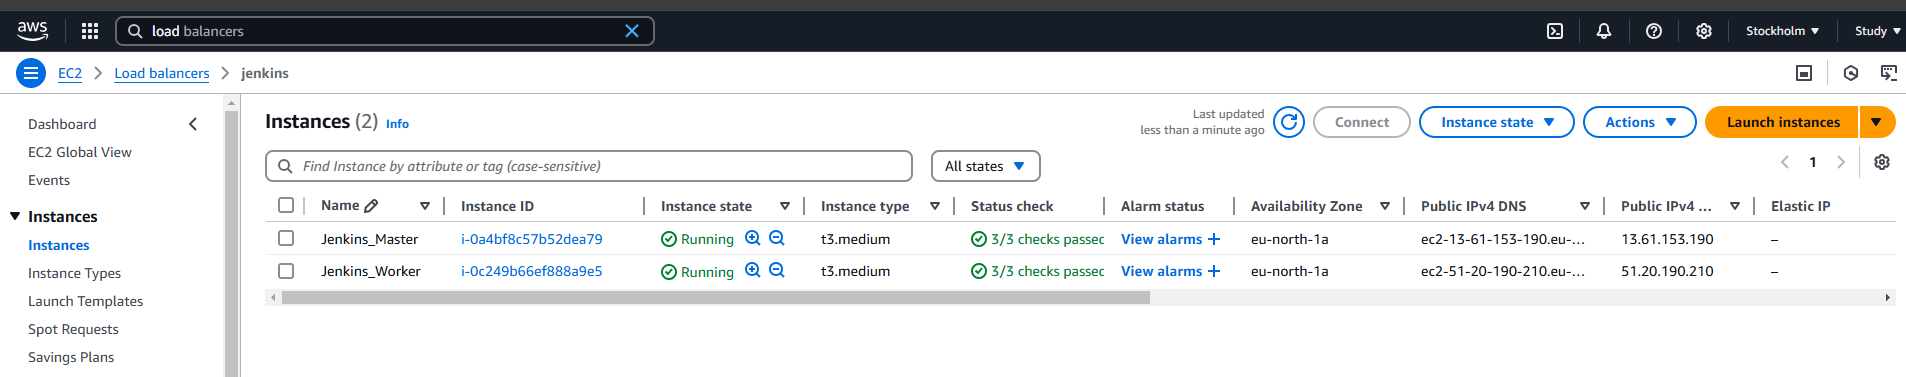 aws
load balancers
Stockholm
Study
EC2
Load balancers
jenkins
Dashboard
EC2 Global View
Events
Instances
Instances
Instance Types
Launch Templates
Spot Requests
Savings Plans
Instances (2) Info
Last updated
less than a minute ago
Connect
Instance state
Actions
Launch instances
Find Instance by attribute or tag (case-sensitive)
All states
1
Name Instance ID Instance state Instance type Status check Alarm status Availability Zone Public IPv4 DNS Public IPv4 ... Elastic IP
Jenkins_Master i-0a4bf8c57b52dea79 Running t3.medium 3/3 checks passed View alarms + eu-north-1a ec2-13-61-153-190.eu-... 13.61.153.190 –
Jenkins_Worker i-0c249b66ef888a9e5 Running t3.medium 3/3 checks passed View alarms + eu-north-1a ec2-51-20-190-210.eu-... 51.20.190.210 –